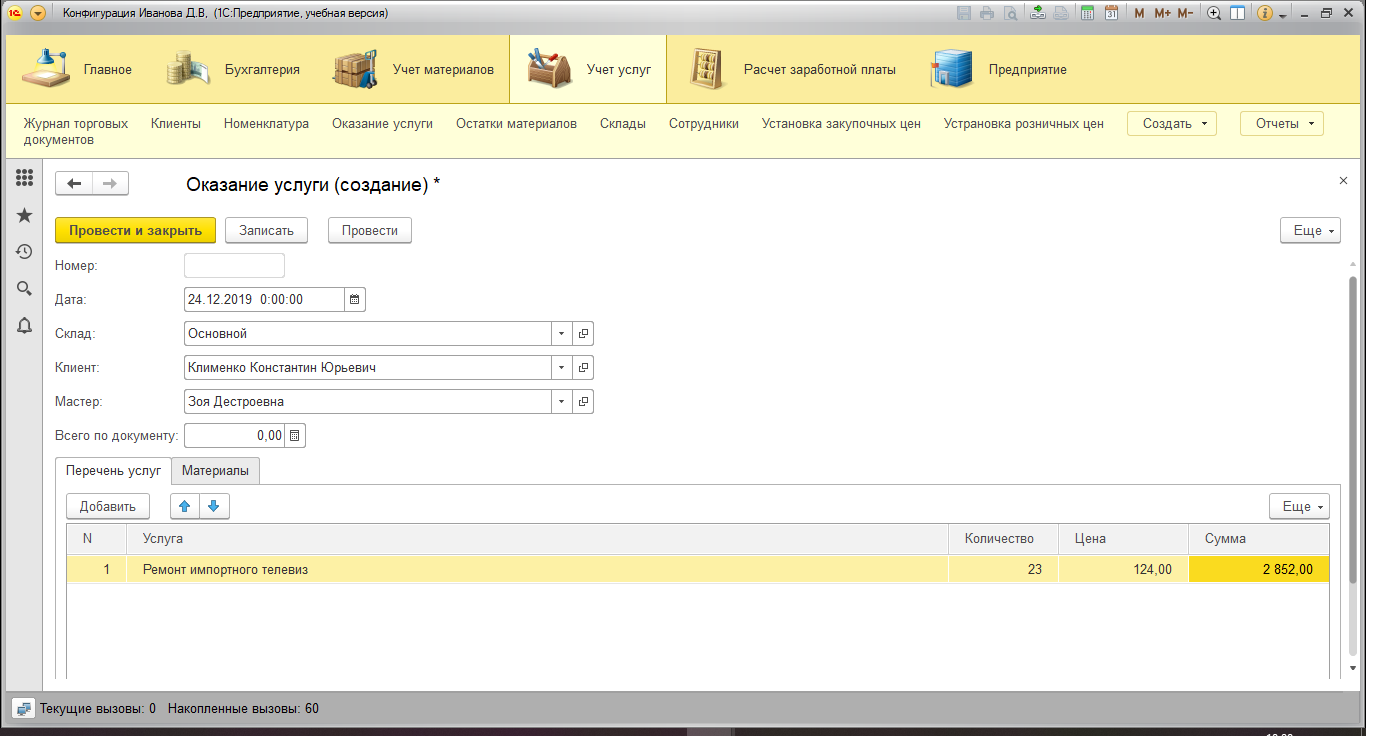 Конфигурация Иванова Д.В, (1С:Предприятие, учебная версия)
M M+ M-
Главное Бухгалтерия Учет материалов Учет услуг Расчет заработной платы Предприятие
Журнал торговых документов Клиенты Номенклатура Оказание услуги Остатки материалов Склады Сотрудники Установка закупочных цен Устрановка розничных цен Создать Отчеты
Оказание услуги (создание) *
Провести и закрыть Записать Провести Еще
Номер:
Дата: 24.12.2019 0:00:00
Склад: Основной
Клиент: Клименко Константин Юрьевич
Мастер: Зоя Дестроевна
Всего по документу: 0,00
Перечень услуг Материалы
Добавить Еще
N Услуга Количество Цена Сумма
1 Ремонт импортного телевиз 23 124,00 2 852,00
Текущие вызовы: 0 Накопленные вызовы: 60